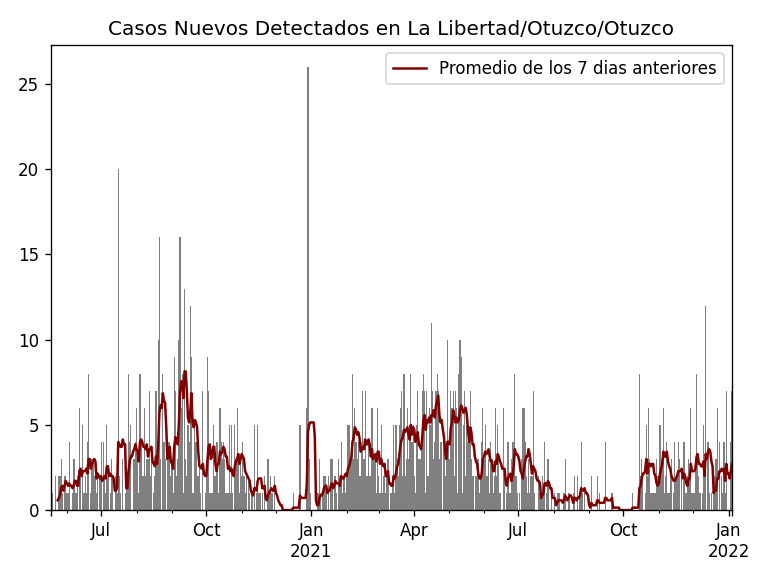 Casos Nuevos Detectados en La Libertad/Otuzco/Otuzco
Promedio de los 7 dias anteriores
25
20
15
10
5
0
Jul
Oct
Jan
2021
Apr
Jul
Oct
Jan
2022